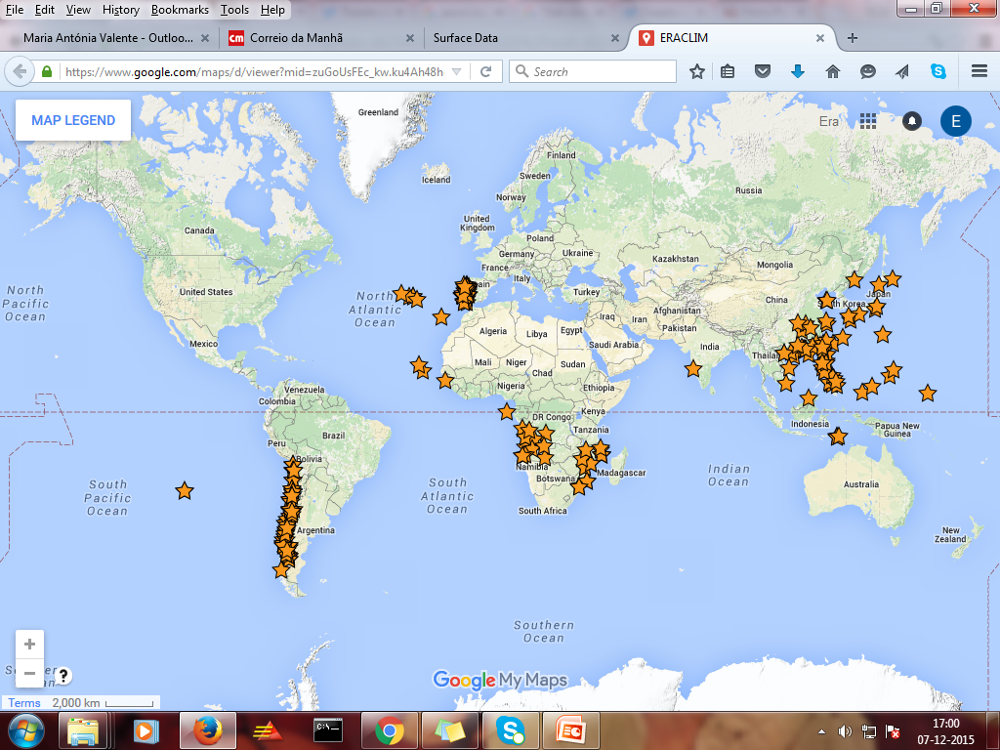 File Edit View History Bookmarks Tools Help
Maria Antónia Valente - Outloo...
cm Correio da Manhã
Surface Data
ERACLIM
https://www.google.com/maps/d/viewer?mid=zuGoUsFEc_kw.ku4Ah48h
Search
MAP LEGEND
Era
E
Greenland
Iceland
Finland
Sweden
Norway
Russia
United
Kingdom
Canada
Poland
Germany
Ukraine
France
Kazakhstan
Mongolia
Italy
North
Pacific
Ocean
United States
North
Atlantic
Ocean
ain
Turkey
China
South Korea
Japan
Iraq
Iran
Afghanistan
Pakistan
Algeria
Libya
Egypt
Saudi Arabia
India
Mexico
Mali
Niger
Sudan
Chad
Thailand
Venezuela
Nigeria
Ethiopia
Colombia
DR Congo
Kenya
Indonesia
Papua New
Guinea
Brazil
Tanzania
Peru
Bolivia
Namibia
Botswana
Madagascar
South
Pacific
Ocean
South
Atlantic
Ocean
Indian
Ocean
Australia
South Africa
Argentina
New
Zealand
Southern
Ocean
+
−
?
Google My Maps
Terms 2,000 km
C:\_
S
17:00
07-12-2015